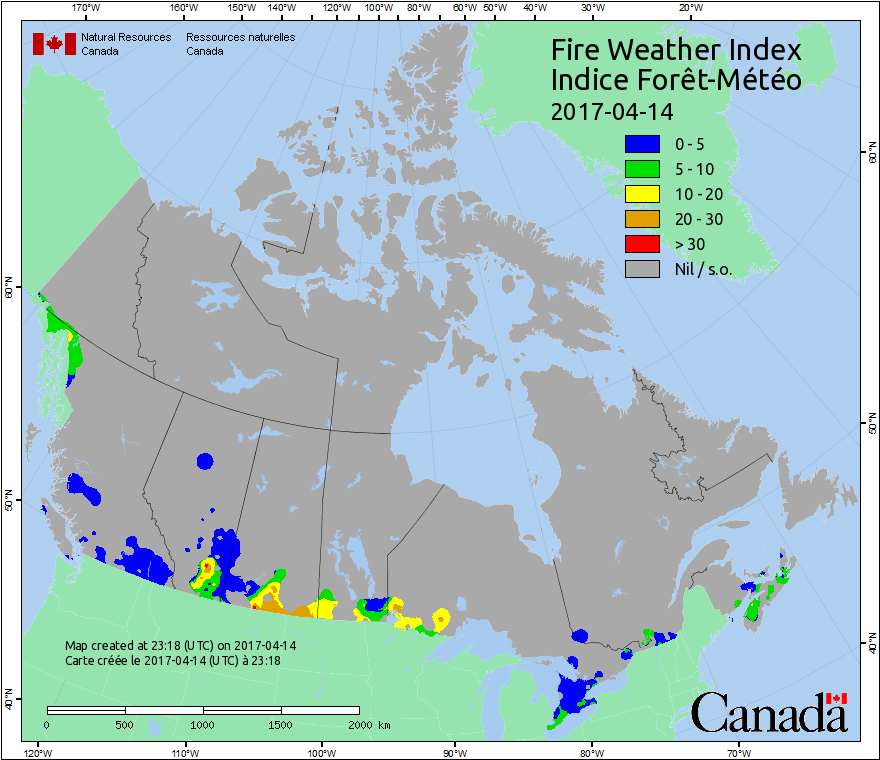 170°W 160°W 150°W 140°W 130°W 120°W 110°W 100°W 90°W 80°W 70°W 60°W 50°W 40°W 30°W 20°W
Natural Resources Canada
Ressources naturelles Canada
Fire Weather Index
Indice Forêt-Météo
2017-04-14
0 - 5
5 - 10
10 - 20
20 - 30
> 30
Nil / s.o.
60°N
50°N
40°N
60°N
50°N
40°N
Map created at 23:18 (UTC) on 2017-04-14
Carte créée le 2017-04-14 (UTC) à 23:18
0 500 1000 1500 2000 km
Canada
120°W 110°W 100°W 90°W 80°W 70°W